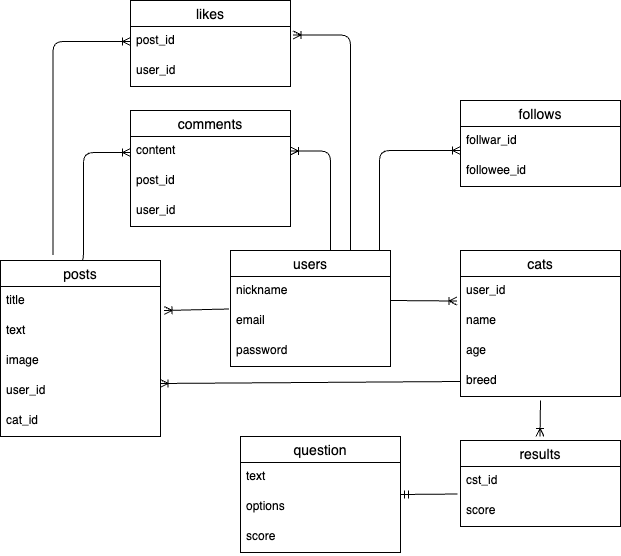 likes
post_id
user_id
comments
content
post_id
user_id
follows
follwar_id
followee_id
posts
title
text
image
user_id
cat_id
users
nickname
email
password
cats
user_id
name
age
breed
question
text
options
score
results
cst_id
score